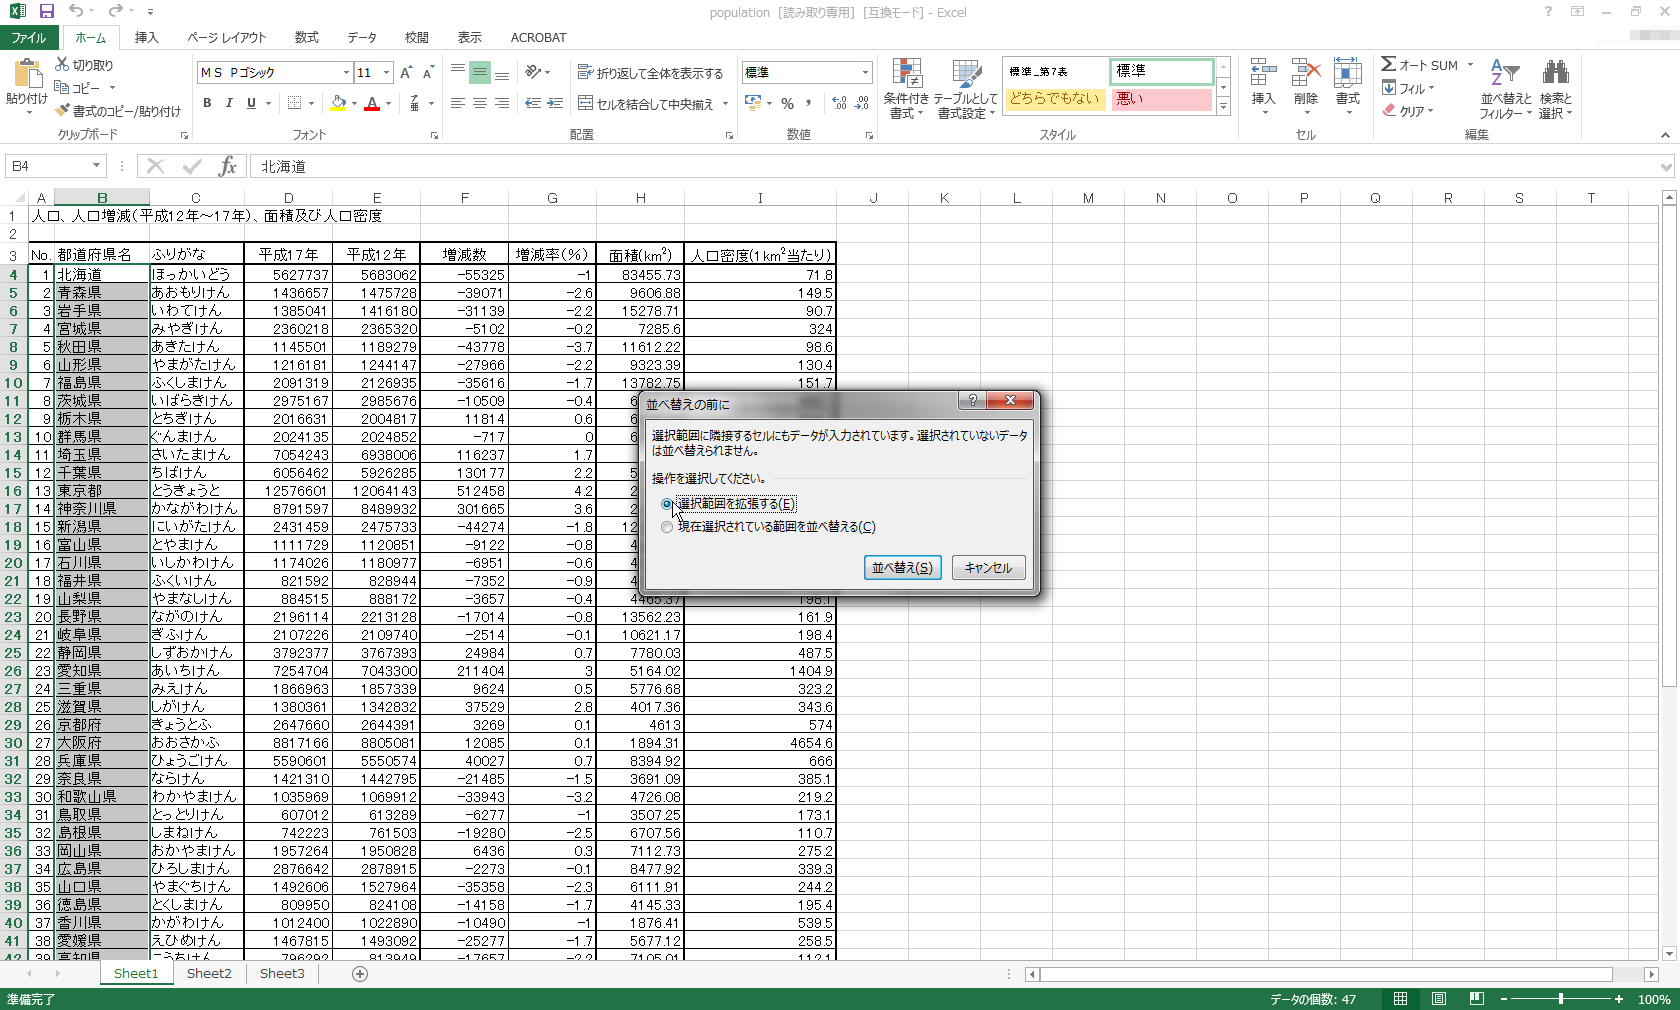 population [読み取り専用] [互換モード] - Excel
ファイル ホーム 挿入 ページ レイアウト 数式 データ 校閲 表示 ACROBAT
貼り付け 切り取り コピー 書式のコピー/貼り付け クリップボード
ＭＳ Ｐゴシック 11 B I U A A A 亜 フォント
折り返して全体を表示する セルを結合して中央揃え 配置
標準 % , 数値
条件付き書式 テーブルとして書式設定 標準_第7表 標準 どちらでもない 悪い スタイル
挿入 削除 書式 セル
オート SUM フィル クリア 並べ替えとフィルター 検索と選択 編集
B4 fx 北海道
A B C D E F G H I J K L M N O P Q R S T
1 人口、人口増減(平成12年～17年)、面積及び人口密度
2
3 No. 都道府県名 ふりがな 平成17年 平成12年 増減数 増減率(%) 面積(km²) 人口密度(1km²当たり)
4 1 北海道 ほっかいどう 5627737 5683062 -55325 -1 83455.73 71.8
5 2 青森県 あおもりけん 1436657 1475728 -39071 -2.6 9606.88 149.5
6 3 岩手県 いわてけん 1385041 1416180 -31139 -2.2 15278.71 90.7
7 4 宮城県 みやぎけん 2360218 2365320 -5102 -0.2 7285.6 324
8 5 秋田県 あきたけん 1145501 1189279 -43778 -3.7 11612.22 98.6
9 6 山形県 やまがたけん 1216181 1244147 -27966 -2.2 9323.39 130.4
10 7 福島県 ふくしまけん 2091319 2126935 -35616 -1.7 13782.75 151.7
11 8 茨城県 いばらぎけん 2975167 2985676 -10509 -0.4 6
12 9 栃木県 とちぎけん 2016631 2004817 11814 0.6 6
13 10 群馬県 ぐんまけん 2024135 2024852 -717 0 6
14 11 埼玉県 さいたまけん 7054243 6938006 116237 1.7
15 12 千葉県 ちばけん 6056462 5926285 130177 2.2 5
16 13 東京都 とうきょうと 12576601 12064143 512458 4.2 2
17 14 神奈川県 かながわけん 8791597 8489932 301665 3.6 2
18 15 新潟県 にいがたけん 2431459 2475733 -44274 -1.8 12
19 16 富山県 とやまけん 1111729 1120851 -9122 -0.8 4
20 17 石川県 いしかわけん 1174026 1180977 -6951 -0.6 4
21 18 福井県 ふくいけん 821592 828944 -7352 -0.9 4
22 19 山梨県 やまなしけん 884515 888172 -3657 -0.4 4465.37 198.1
23 20 長野県 ながのけん 2196114 2213128 -17014 -0.8 13562.23 161.9
24 21 岐阜県 ぎふけん 2107226 2109740 -2514 -0.1 10621.17 198.4
25 22 静岡県 しずおかけん 3792377 3767393 24984 0.7 7780.03 487.5
26 23 愛知県 あいちけん 7254704 7043300 211404 3 5164.02 1404.9
27 24 三重県 みえけん 1866963 1857339 9624 0.5 5776.68 323.2
28 25 滋賀県 しがけん 1380361 1342832 37529 2.8 4017.36 343.6
29 26 京都府 きょうとふ 2647660 2644391 3269 0.1 4613 574
30 27 大阪府 おおさかふ 8817166 8805081 12085 0.1 1894.31 4654.6
31 28 兵庫県 ひょうごけん 5590601 5550574 40027 0.7 8394.92 666
32 29 奈良県 ならけん 1421310 1442795 -21485 -1.5 3691.09 385.1
33 30 和歌山県 わかやまけん 1035969 1069912 -33943 -3.2 4726.08 219.2
34 31 鳥取県 とっとりけん 607012 613289 -6277 -1 3507.25 173.1
35 32 島根県 しまねけん 742223 761503 -19280 -2.5 6707.56 110.7
36 33 岡山県 おかやまけん 1957264 1950828 6436 0.3 7112.73 275.2
37 34 広島県 ひろしまけん 2876642 2878915 -2273 -0.1 8477.92 339.3
38 35 山口県 やまぐちけん 1492606 1527964 -35358 -2.3 6111.91 244.2
39 36 徳島県 とくしまけん 809950 824108 -14158 -1.7 4145.33 195.4
40 37 香川県 かがわけん 1012400 1022890 -10490 -1 1876.41 539.5
41 38 愛媛県 えひめけん 1467815 1493092 -25277 -1.7 5677.12 258.5
42 39 高知県 こうちけん 796292 813949 -17657 -2.2 7105.01 112.1
並べ替えの前に
選択範囲に隣接するセルにもデータが入力されています。選択されていないデータ
は並べ替えられません。
操作を選択してください。
選択範囲を拡張する(E)
現在選択されている範囲を並べ替える(C)
並べ替え(S) キャンセル
Sheet1 Sheet2 Sheet3
準備完了 データの個数: 47 100%